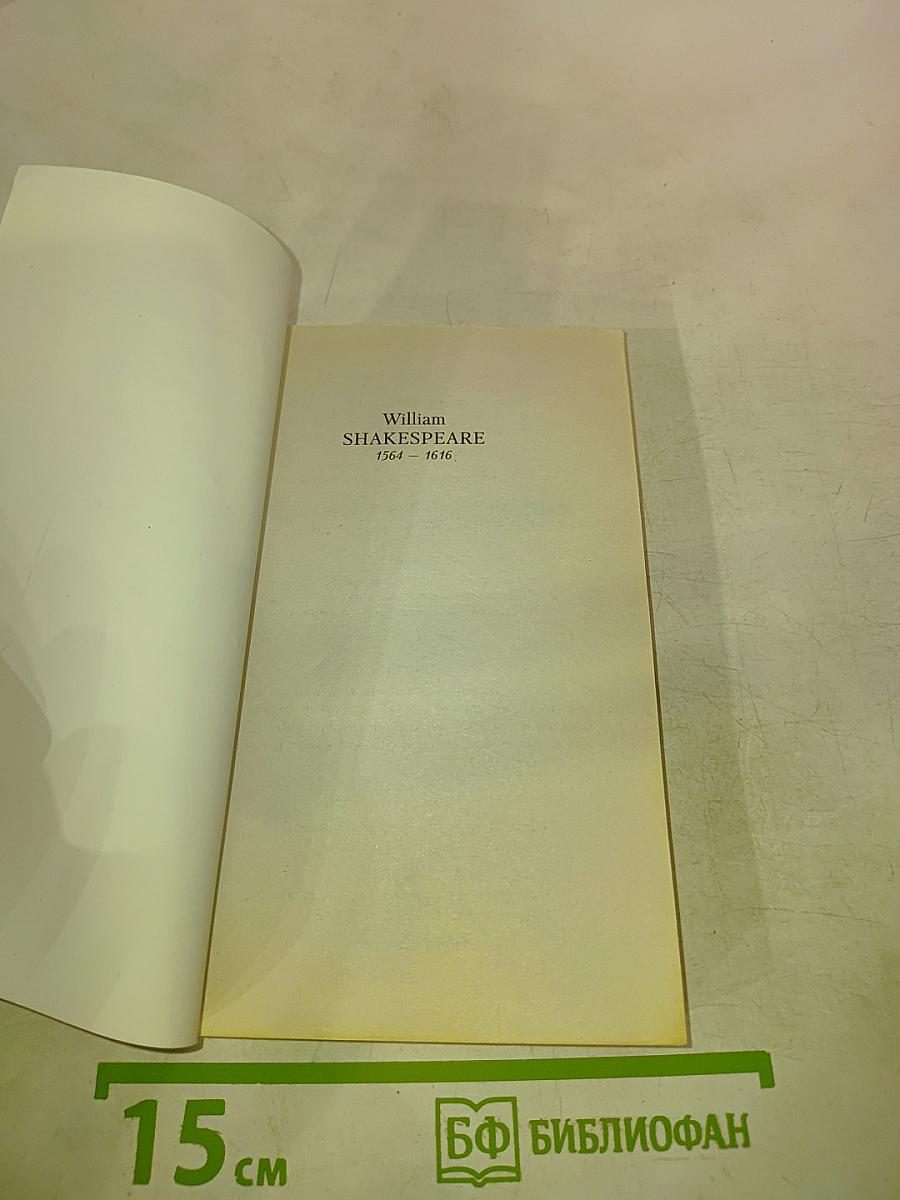 William
SHAKESPEARE
1564 – 1616
15 см
БФ БИБЛИОФАН